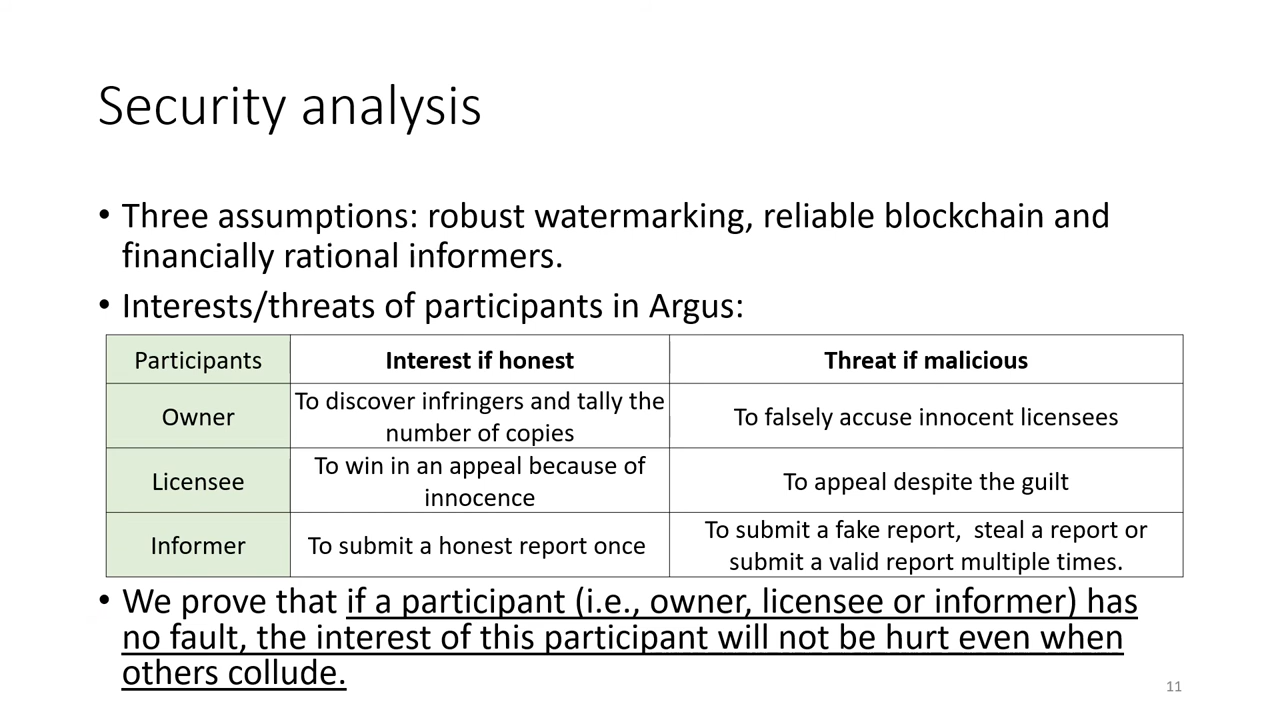 Security analysis
• Three assumptions: robust watermarking, reliable blockchain and
financially rational informers.
• Interests/threats of participants in Argus:
Participants Interest if honest Threat if malicious
Owner To discover infringers and tally the number of copies To falsely accuse innocent licensees
Licensee To win in an appeal because of innocence To appeal despite the guilt
Informer To submit a honest report once To submit a fake report, steal a report or submit a valid report multiple times.
• We prove that if a participant (i.e., owner, licensee or informer) has
no fault, the interest of this participant will not be hurt even when
others collude.
11